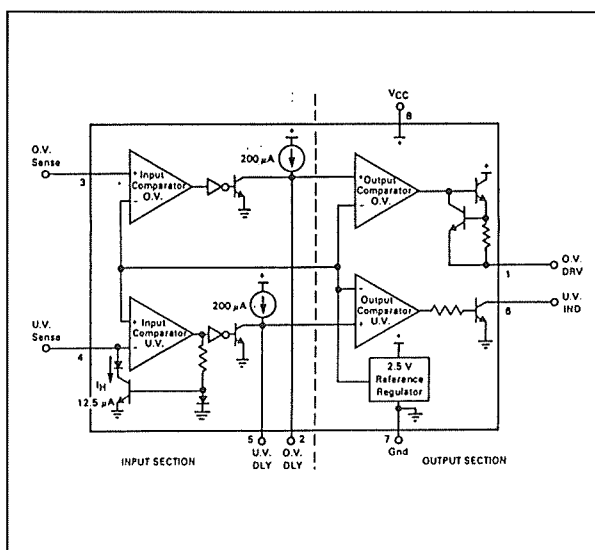 VCC
8
O.V.
Sense
3
+
Input
Comparator
O.V.
-
200 µA
+
Output
Comparator
O.V.
-
1
O.V.
DRV
U.V.
Sense
4
+
Input
Comparator
U.V.
-
200 µA
-
Output
Comparator
U.V.
+
6
U.V.
IND
IH
12.5 µA
2.5 V
Reference
Regulator
5
U.V.
DLY
2
O.V.
DLY
7
Gnd
INPUT SECTION
OUTPUT SECTION